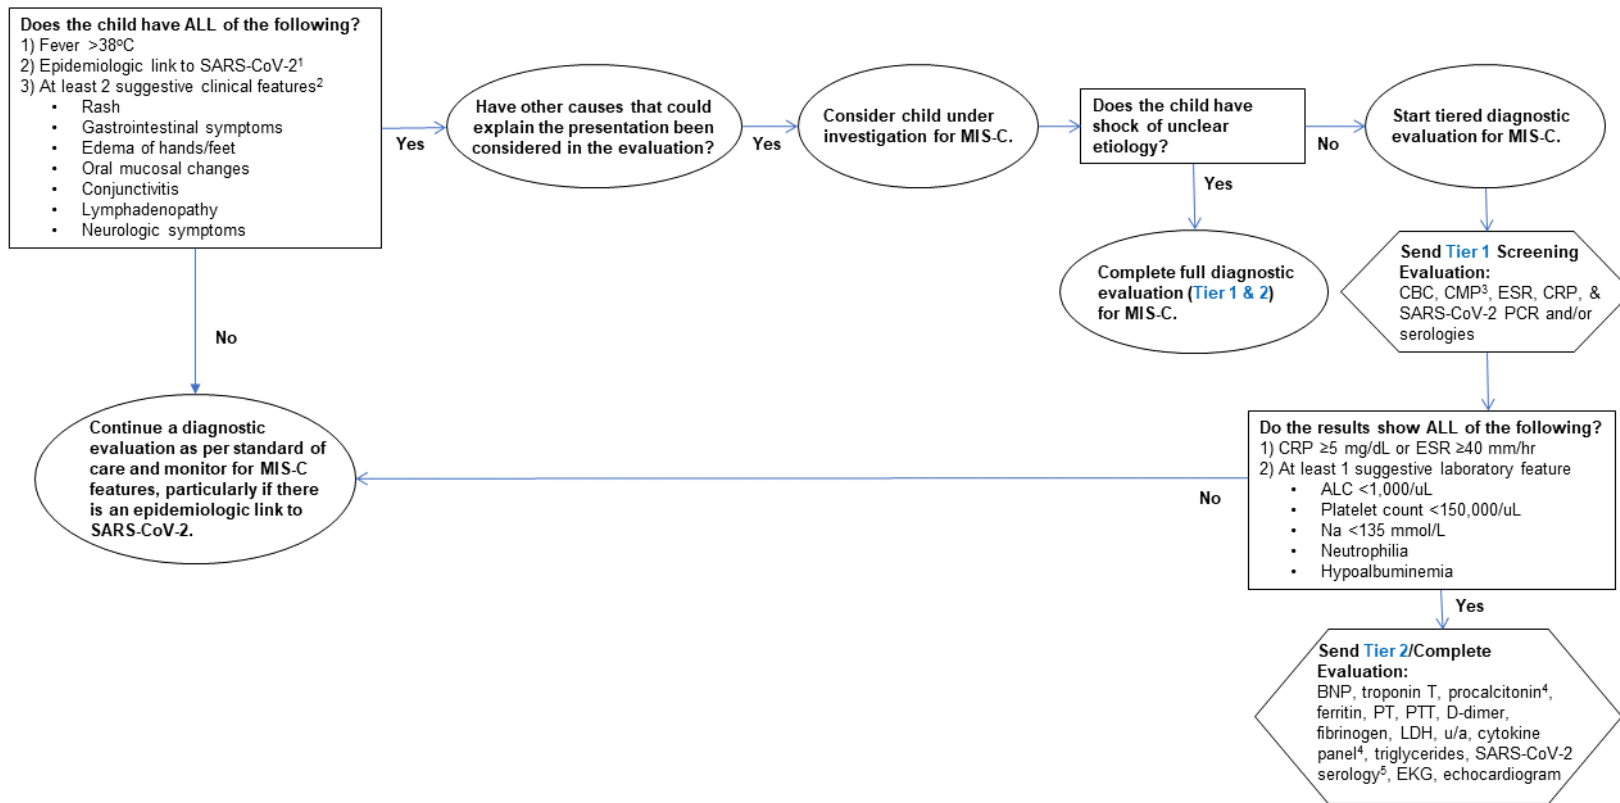 Does the child have ALL of the following?
1) Fever >38ºC
2) Epidemiologic link to SARS-CoV-2¹
3) At least 2 suggestive clinical features²
• Rash
• Gastrointestinal symptoms
• Edema of hands/feet
• Oral mucosal changes
• Conjunctivitis
• Lymphadenopathy
• Neurologic symptoms
Yes
Have other causes that could
explain the presentation been
considered in the evaluation?
Yes
Consider child under
investigation for MIS-C.
Does the child have
shock of unclear
etiology?
No
Start tiered diagnostic
evaluation for MIS-C.
Yes
Complete full diagnostic
evaluation (Tier 1 & 2)
for MIS-C.
Send Tier 1 Screening
Evaluation:
CBC, CMP³, ESR, CRP, &
SARS-CoV-2 PCR and/or
serologies
No
Continue a diagnostic
evaluation as per standard of
care and monitor for MIS-C
features, particularly if there
is an epidemiologic link to
SARS-CoV-2.
Do the results show ALL of the following?
1) CRP ≥5 mg/dL or ESR ≥40 mm/hr
2) At least 1 suggestive laboratory feature
• ALC <1,000/uL
• Platelet count <150,000/uL
• Na <135 mmol/L
• Neutrophilia
• Hypoalbuminemia
No
Yes
Send Tier 2/Complete
Evaluation:
BNP, troponin T, procalcitonin⁴,
ferritin, PT, PTT, D-dimer,
fibrinogen, LDH, u/a, cytokine
panel⁴, triglycerides, SARS-CoV-2
serology⁵, EKG, echocardiogram